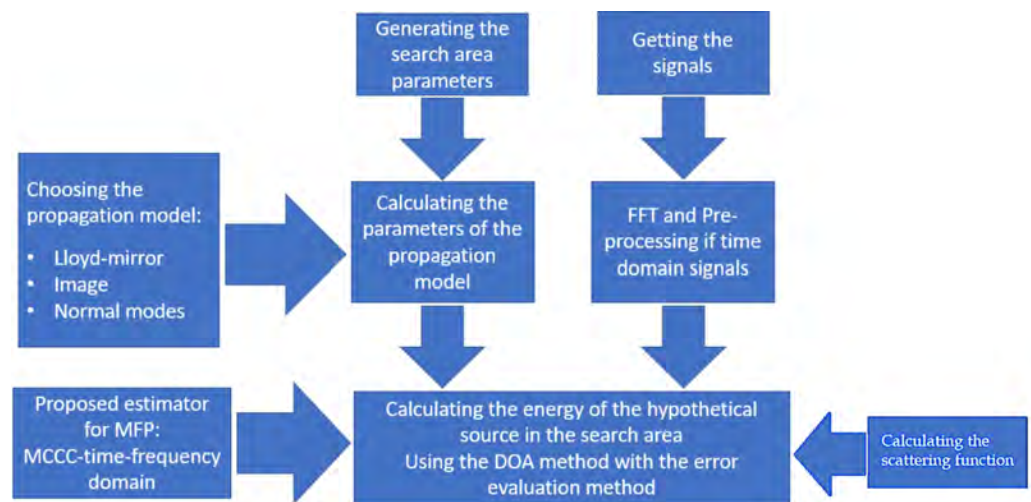 Generating the
search area
parameters
Getting the
signals
Choosing the
propagation model:
• Lloyd-mirror
• Image
• Normal modes
Calculating the
parameters of the
propagation
model
FFT and Pre-
processing if time
domain signals
Proposed estimator
for MFP:
MCCC-time-frequency
domain
Calculating the energy of the hypothetical
source in the search area
Using the DOA method with the error
evaluation method
Calculating the
scattering function